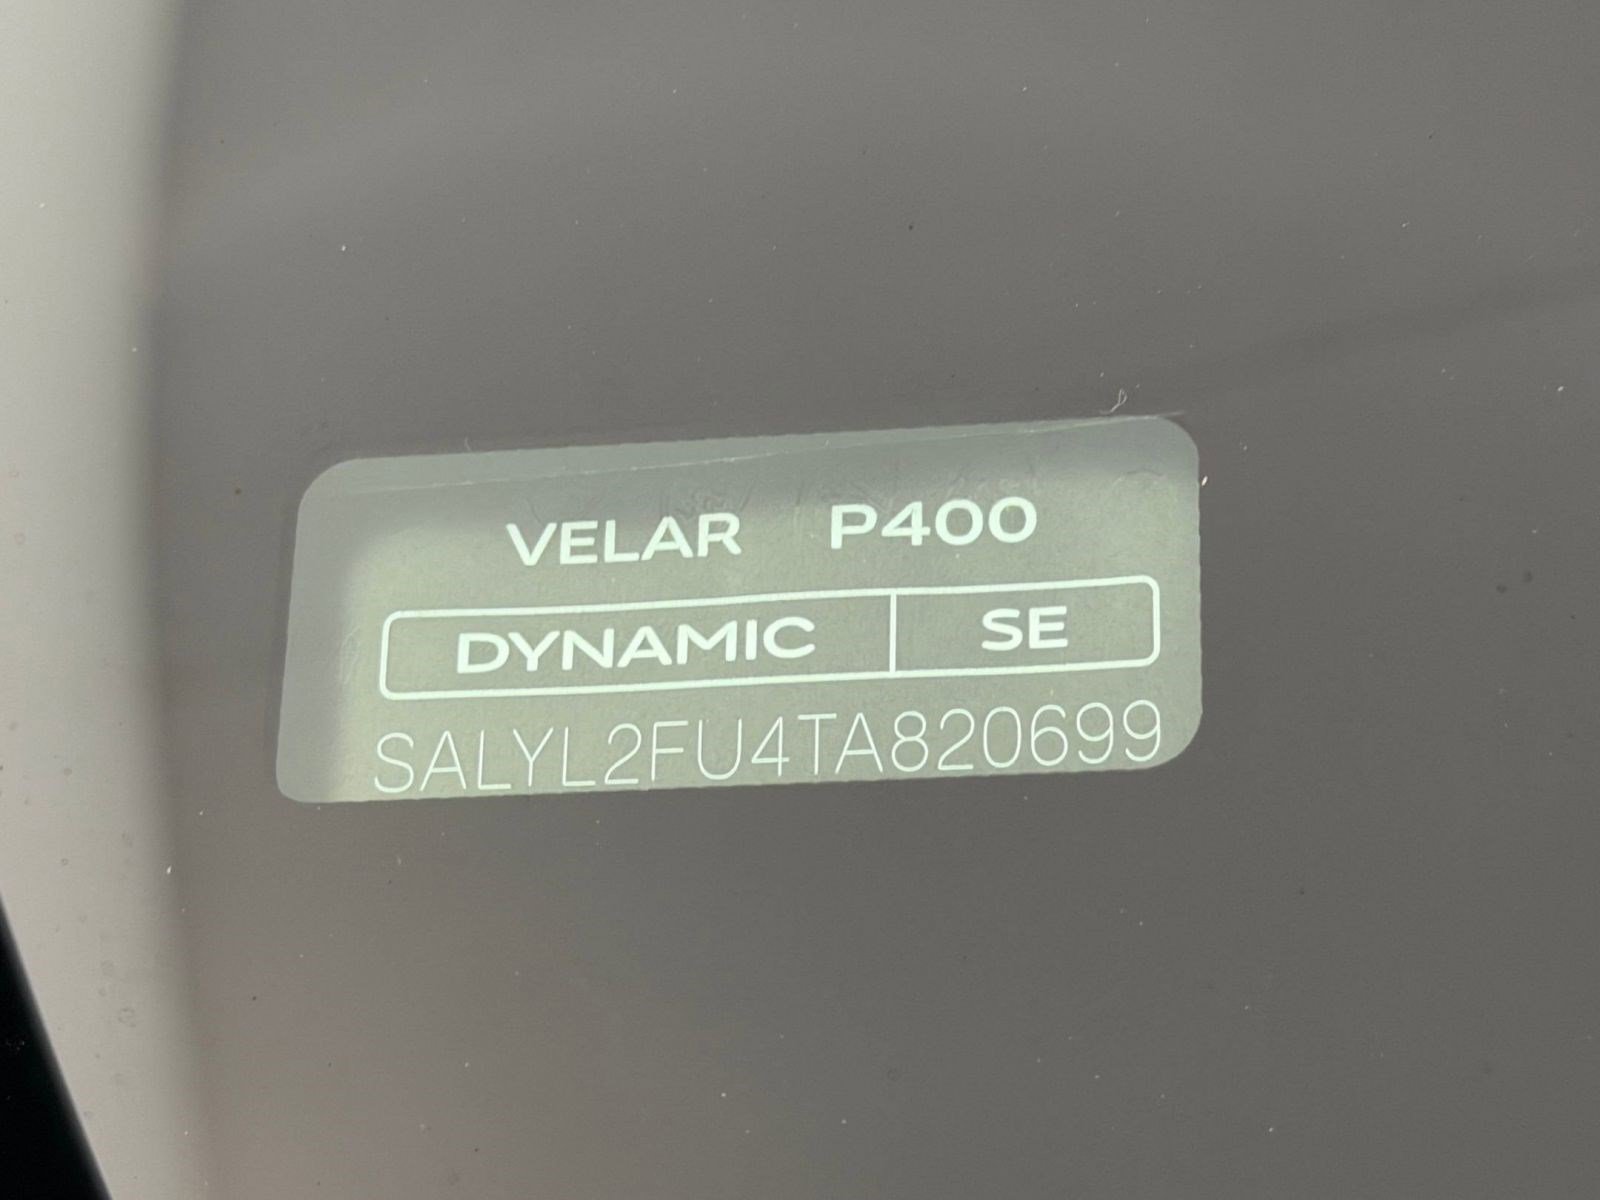 VELAR P400
DYNAMIC SE
SALYL2FU4TA820699